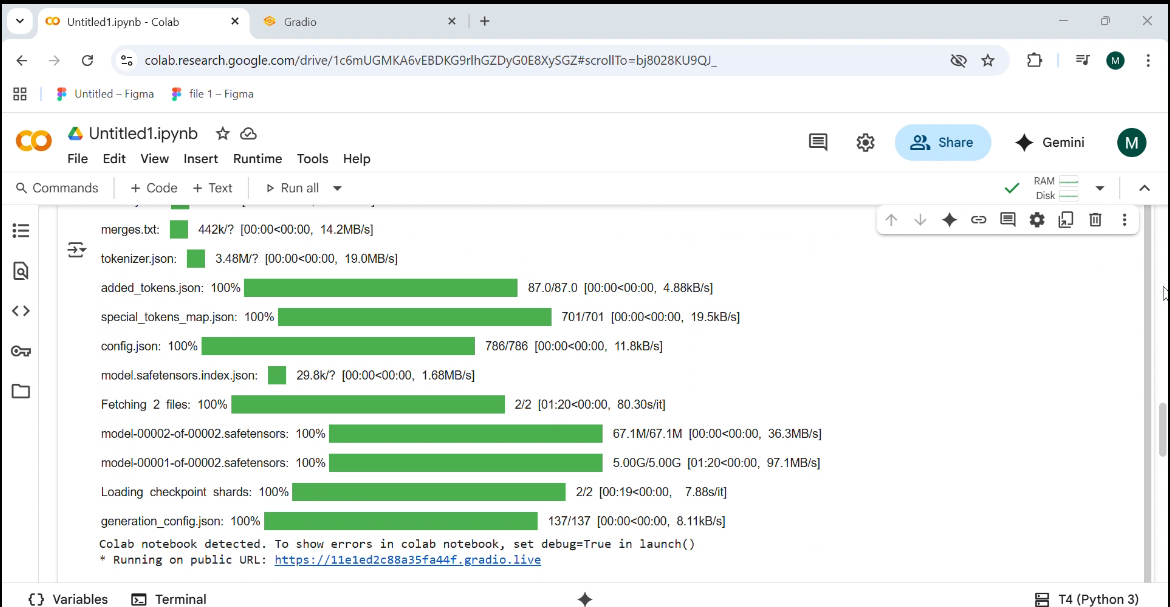 Untitled1.ipynb - Colab
Gradio
colab.research.google.com/drive/1c6mUGMKA6vEBDKG9rlhGZDyG0E8XySGZ#scrollTo=bj8028KU9QJ_
M
Untitled – Figma
file 1 – Figma
CO Untitled1.ipynb
Share
Gemini
M
File Edit View Insert Runtime Tools Help
Commands + Code + Text Run all
RAM
Disk
merges.txt: 442k/? [00:00<00:00, 14.2MB/s]
tokenizer.json: 3.48M/? [00:00<00:00, 19.0MB/s]
added_tokens.json: 100% 87.0/87.0 [00:00<00:00, 4.88kB/s]
special_tokens_map.json: 100% 701/701 [00:00<00:00, 19.5kB/s]
config.json: 100% 786/786 [00:00<00:00, 11.8kB/s]
model.safetensors.index.json: 29.8k/? [00:00<00:00, 1.68MB/s]
Fetching 2 files: 100% 2/2 [01:20<00:00, 80.30s/it]
model-00002-of-00002.safetensors: 100% 67.1M/67.1M [00:00<00:00, 36.3MB/s]
model-00001-of-00002.safetensors: 100% 5.00G/5.00G [01:20<00:00, 97.1MB/s]
Loading checkpoint shards: 100% 2/2 [00:19<00:00, 7.88s/it]
generation_config.json: 100% 137/137 [00:00<00:00, 8.11kB/s]
Colab notebook detected. To show errors in colab notebook, set debug=True in launch()
* Running on public URL: https://11e1ed2c88a35fa44f.gradio.live
{} Variables Terminal
T4 (Python 3)